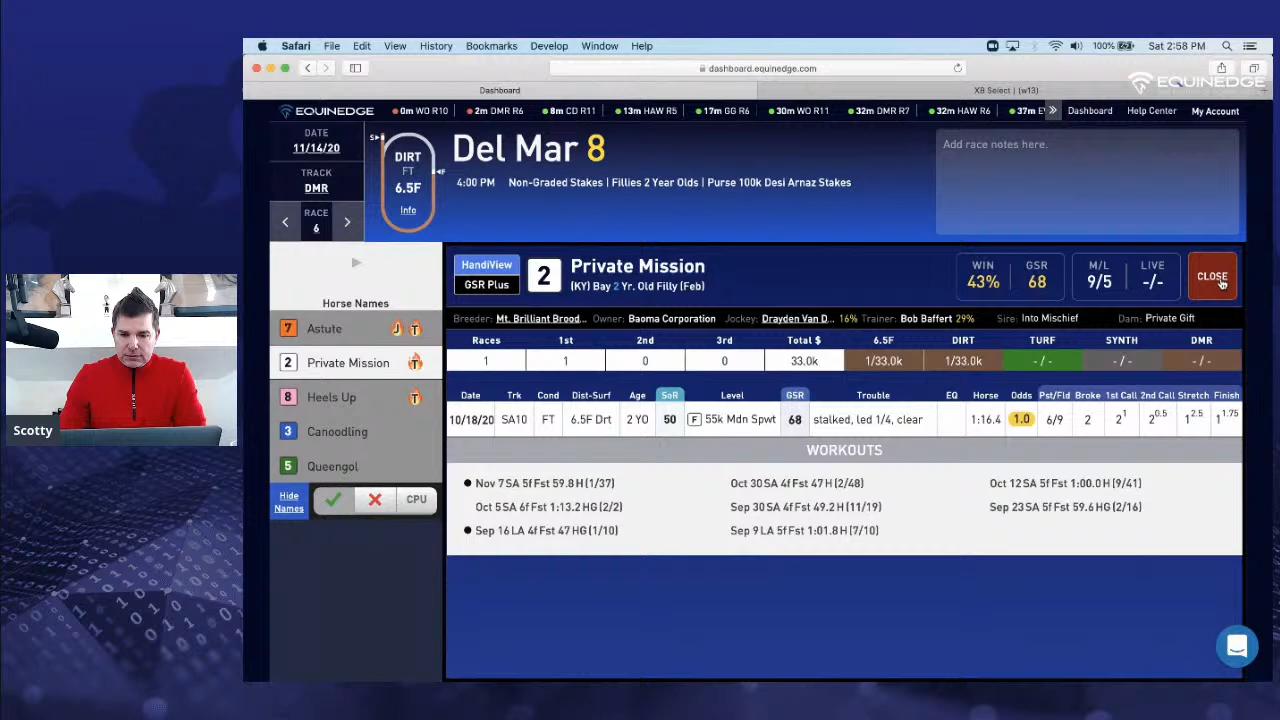 Safari File Edit View History Bookmarks Develop Window Help 100% Sat 2:58 PM
dashboard.equinedge.com
EQUINEDGE
Dashboard XB Select | (w13)
EQUINEDGE 0m WO R10 2m DMR R6 8m CD R11 13m HAW R5 17m GG R6 30m WO R11 32m DMR R7 32m HAW R6 37m » Dashboard Help Center My Account
DATE
11/14/20
TRACK
DMR
RACE
6
S
DIRT
FT
6.5F
Info
F
Del Mar 8
4:00 PM Non-Graded Stakes | Fillies 2 Year Olds | Purse 100k Desi Arnaz Stakes
Add race notes here.
Horse Names
7 Astute J T
2 Private Mission T
8 Heels Up T
3 Canoodling
5 Queengol
Hide
Names
CPU
HandiView
GSR Plus
2
Private Mission
(KY) Bay 2 Yr. Old Filly (Feb)
WIN GSR M/L LIVE
43% 68 9/5 -/-
CLOSE
Breeder: Mt. Brilliant Brood... Owner: Baoma Corporation Jockey: Drayden Van D... 16% Trainer: Bob Baffert 29% Sire: Into Mischief Dam: Private Gift
Races 1st 2nd 3rd Total $ 6.5F DIRT TURF SYNTH DMR
1 1 0 0 33.0k 1/33.0k 1/33.0k - / - - / - - / -
Date Trk Cond Dist-Surf Age SoR Level GSR Trouble EQ Horse Odds Pst/Fld Broke 1st Call 2nd Call Stretch Finish
10/18/20 SA10 FT 6.5F Drt 2 YO 50 F 55k Mdn Spwt 68 stalked, led 1/4, clear 1:16.4 1.0 6/9 2 2¹ 2⁰·⁵ 1²·⁵ 1¹·⁷⁵
WORKOUTS
Nov 7 SA 5f Fst 59.8 H (1/37) Oct 30 SA 4f Fst 47 H (2/48) Oct 12 SA 5f Fst 1:00.0 H (9/41)
Oct 5 SA 6f Fst 1:13.2 HG (2/2) Sep 30 SA 4f Fst 49.2 H (11/19) Sep 23 SA 5f Fst 59.6 HG (2/16)
Sep 16 LA 4f Fst 47 HG (1/10) Sep 9 LA 5f Fst 1:01.8 H (7/10)
Scotty